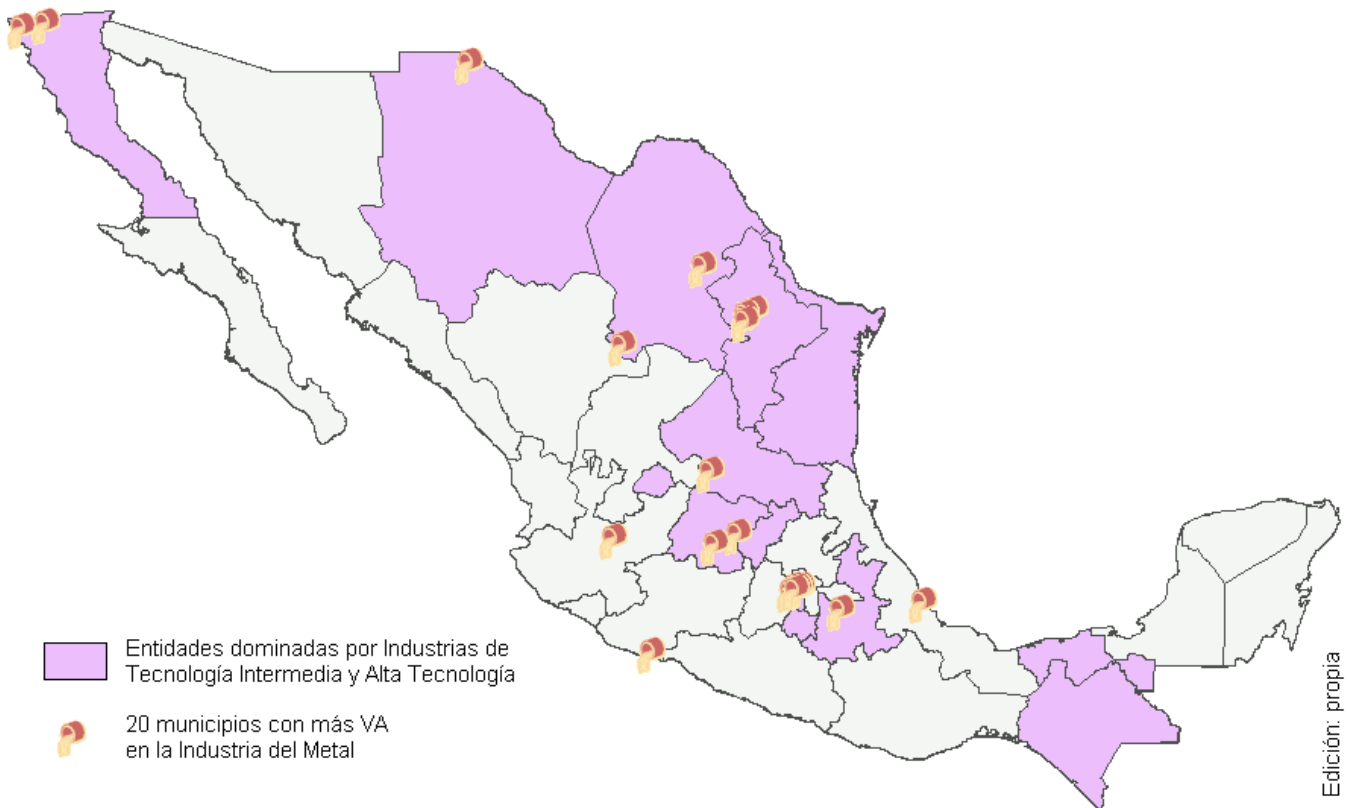 Entidades dominadas por Industrias de
Tecnología Intermedia y Alta Tecnología
20 municipios con más VA
en la Industria del Metal
Edición: propia